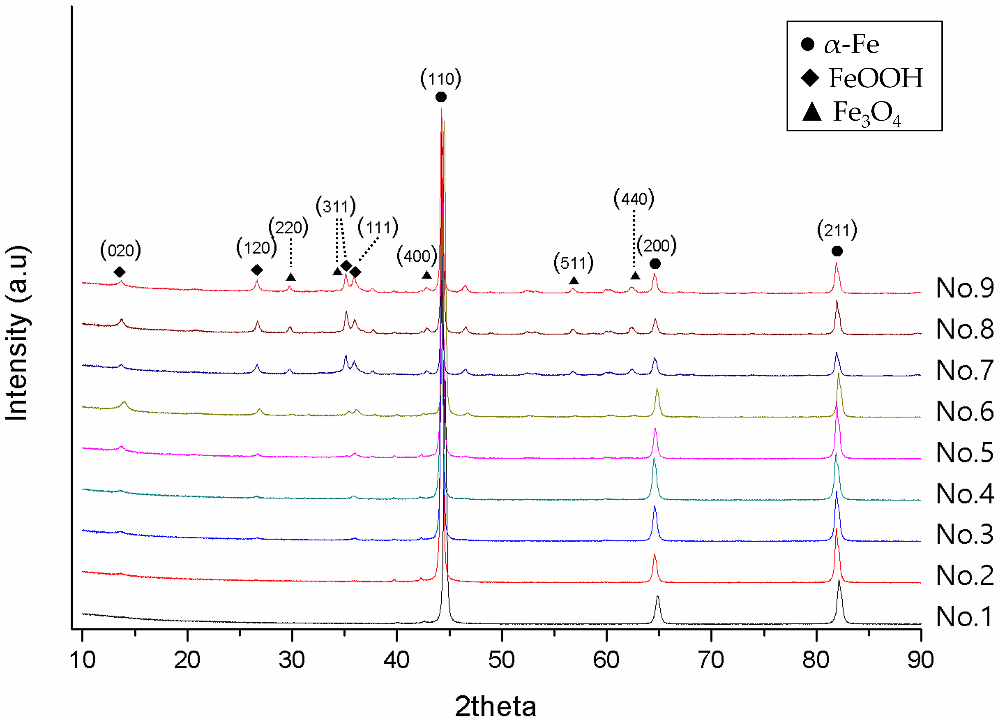 α-Fe
FeOOH
Fe₃O₄
(110)
(311)
(440)
(220)
(111)
(211)
(020)
(120)
(400)
(511)
(200)
Intensity (a.u)
No.9
No.8
No.7
No.6
No.5
No.4
No.3
No.2
No.1
10 20 30 40 50 60 70 80 90
2theta